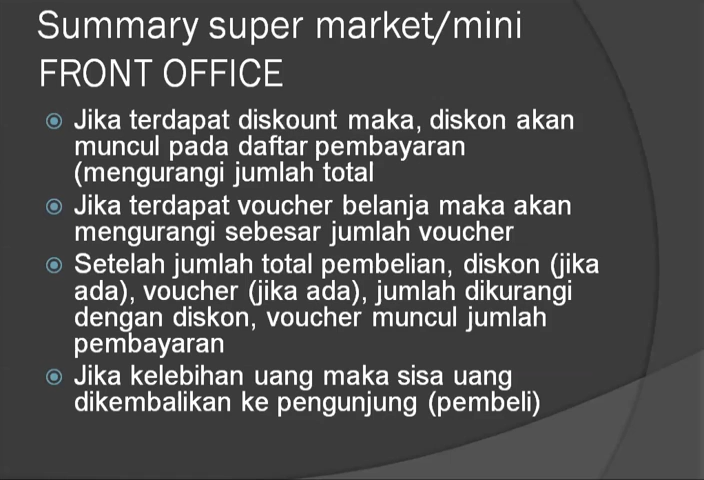 Summary super market/mini
FRONT OFFICE
Jika terdapat diskount maka, diskon akan
muncul pada daftar pembayaran
(mengurangi jumlah total
Jika terdapat voucher belanja maka akan
mengurangi sebesar jumlah voucher
Setelah jumlah total pembelian, diskon (jika
ada), voucher (jika ada), jumlah dikurangi
dengan diskon, voucher muncul jumlah
pembayaran
Jika kelebihan uang maka sisa uang
dikembalikan ke pengunjung (pembeli)